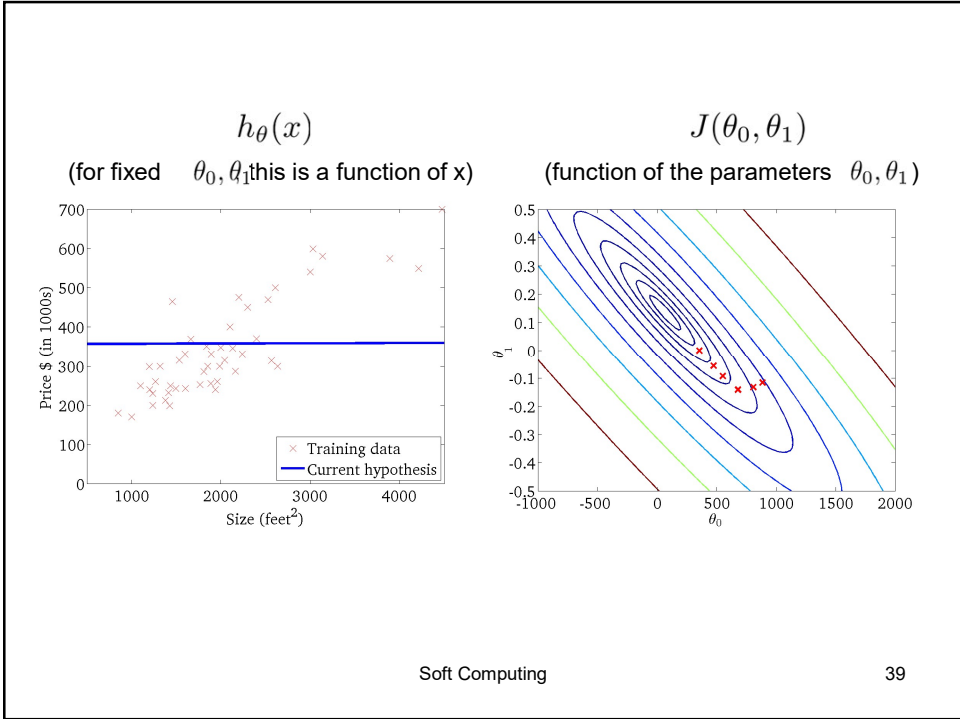 h_θ(x)
(for fixed θ₀, θ₁, this is a function of x)
700
600
500
400
300
200
100
0
Price $ (in 1000s)
1000 2000 3000 4000
Size (feet²)
Training data
Current hypothesis
J(θ₀, θ₁)
(function of the parameters θ₀, θ₁)
0.5
0.4
0.3
0.2
0.1
0
-0.1
-0.2
-0.3
-0.4
-0.5
θ₁
-1000 -500 0 500 1000 1500 2000
θ₀
Soft Computing 39